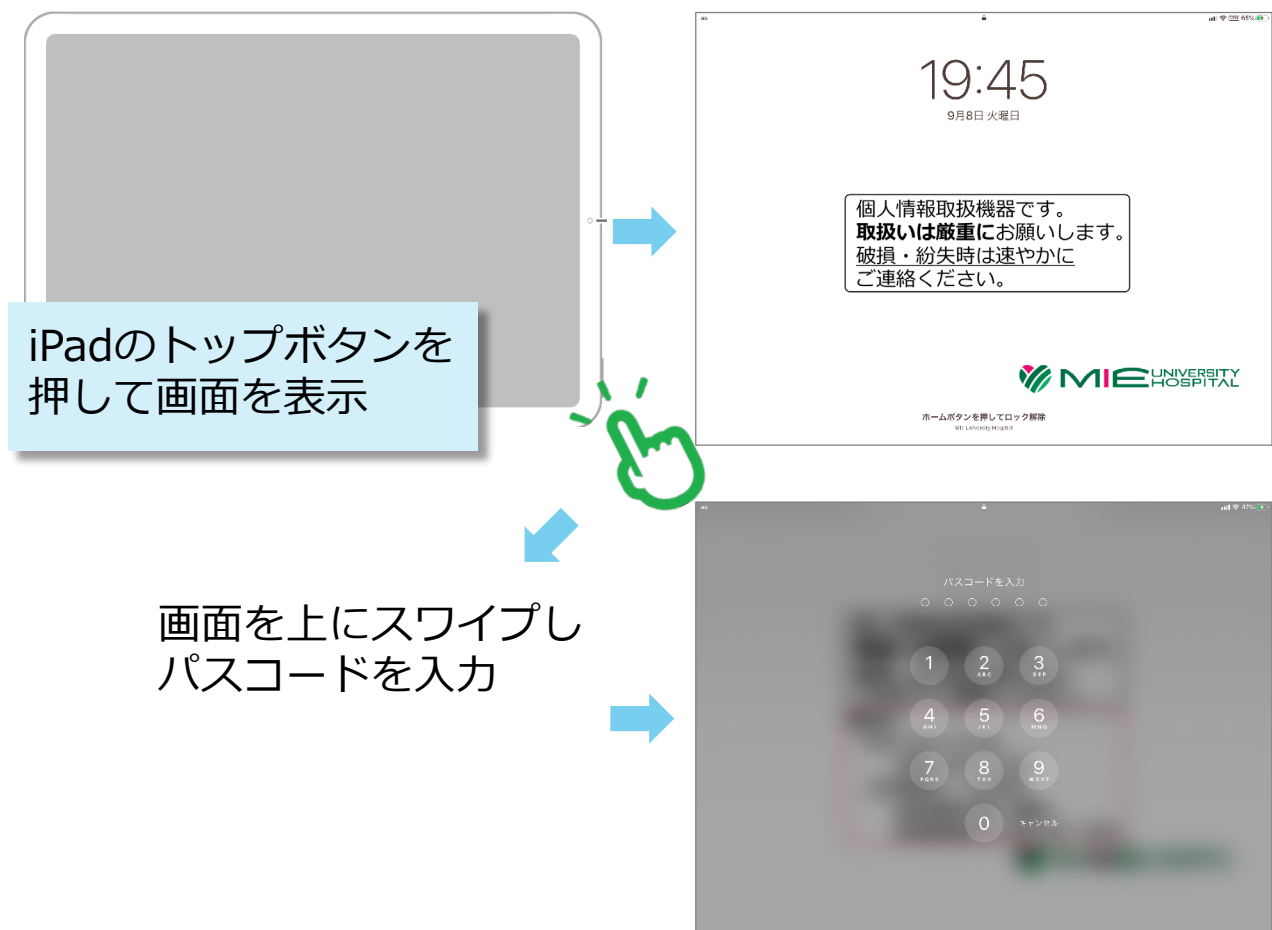 iPadのトップボタンを
押して画面を表示
au
65%
19:45
9月8日 火曜日
個人情報取扱機器です。
取扱いは厳重にお願いします。
破損・紛失時は速やかに
ご連絡ください。
MIE UNIVERSITY
HOSPITAL
ホームボタンを押してロック解除
Mie University Hospital
画面を上にスワイプし
パスコードを入力
au
47%
パスコードを入力
1
2
ABC
3
DEF
4
GHI
5
JKL
6
MNO
7
PQRS
8
TUV
9
WXYZ
0
キャンセル